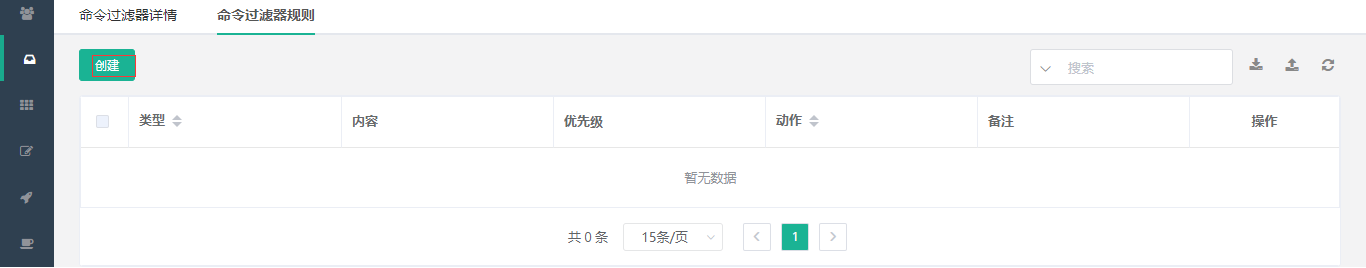 命令过滤器详情 命令过滤器规则
创建 搜索
类型 内容 优先级 动作 备注 操作
暂无数据
共 0 条 15条/页 1